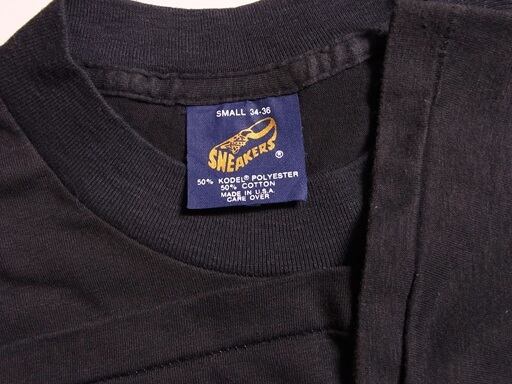 SMALL 34-36
SNEAKERS ®
50% KODEL® POLYESTER
50% COTTON
MADE IN U.S.A.
CARE OVER